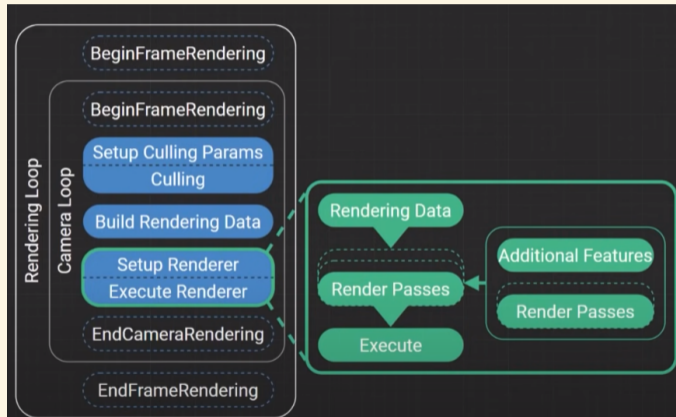 Rendering Loop
Camera Loop
BeginFrameRendering
BeginFrameRendering
Setup Culling Params
Culling
Build Rendering Data
Setup Renderer
Execute Renderer
EndCameraRendering
EndFrameRendering
Rendering Data
Render Passes
Execute
Additional Features
Render Passes